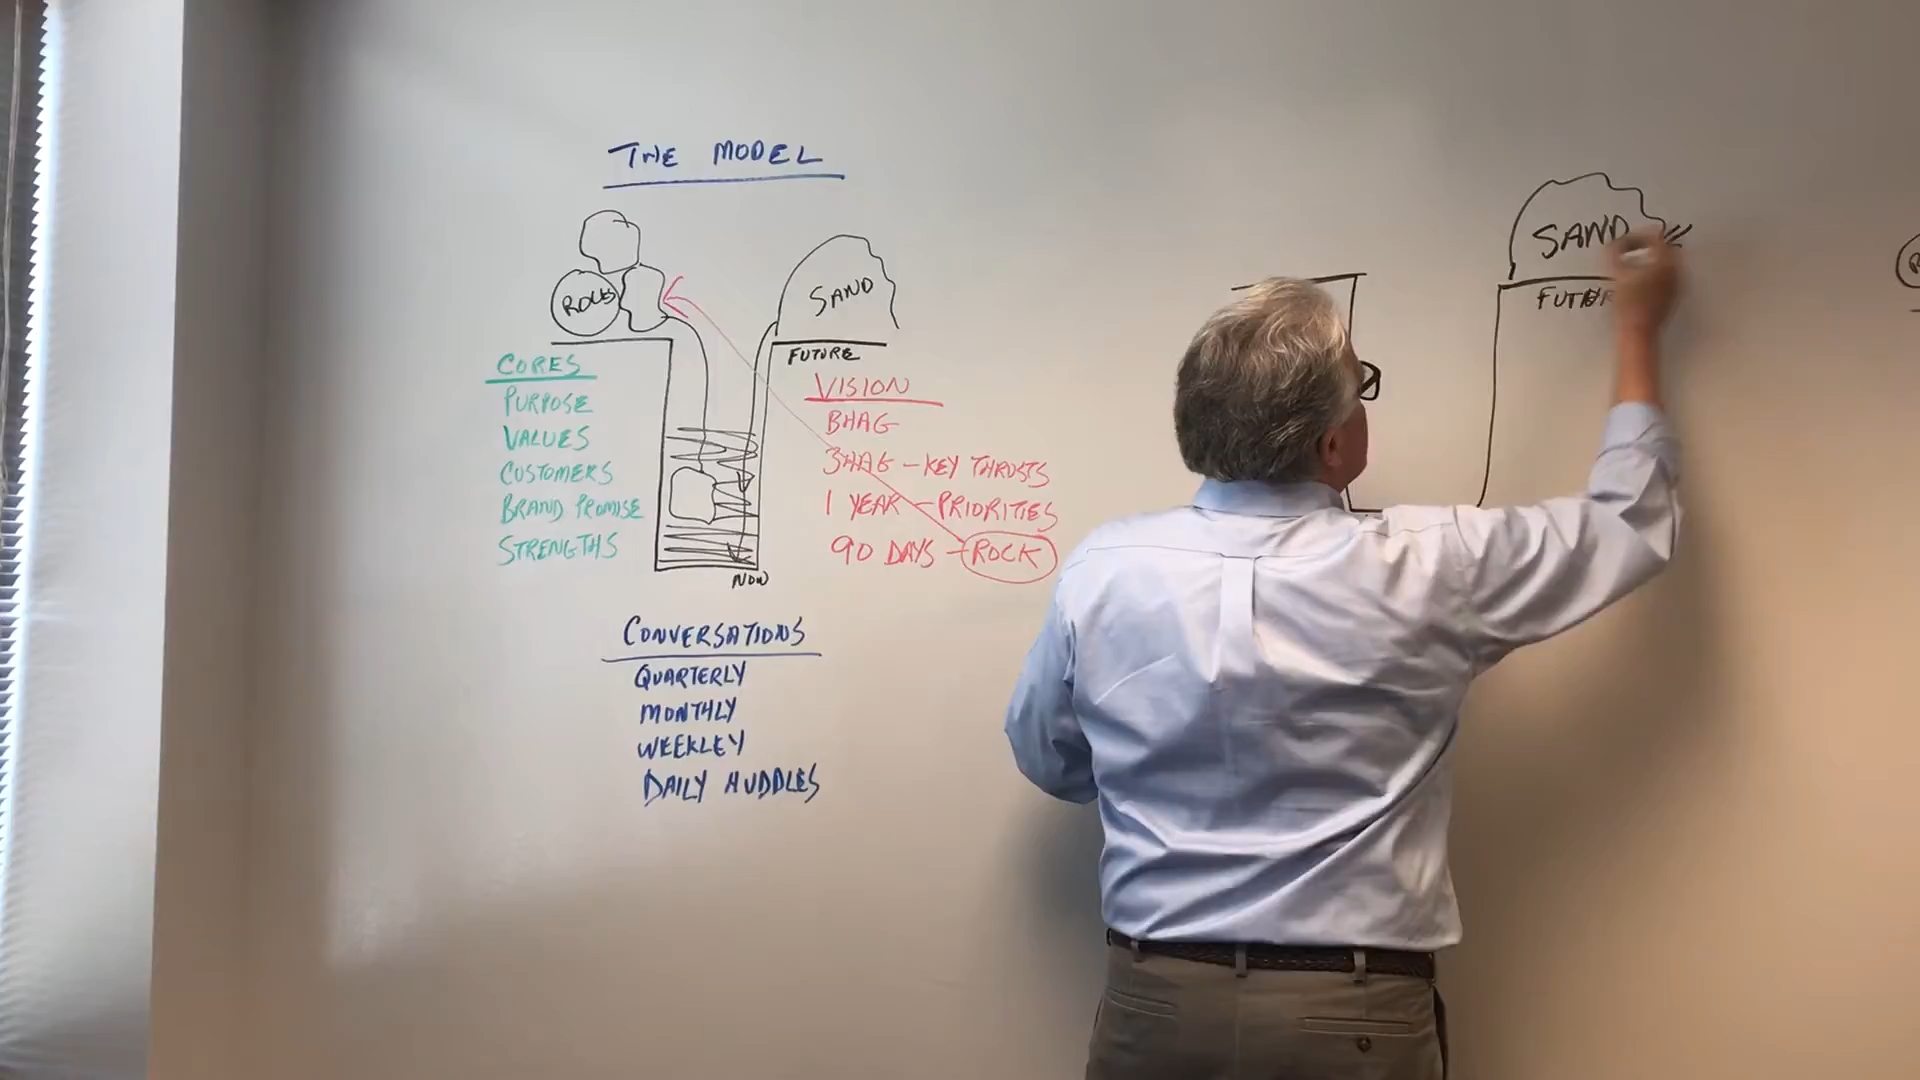 THE MODEL
ROCKS
SAND
FUTURE
CORES
PURPOSE
VALUES
CUSTOMERS
BRAND PROMISE
STRENGTHS
VISION
BHAG
3HAG - KEY THRUSTS
1 YEAR - PRIORITIES
90 DAYS - ROCK
NOW
CONVERSATIONS
QUARTERLY
MONTHLY
WEEKLEY
DAILY HUDDLES
SAND